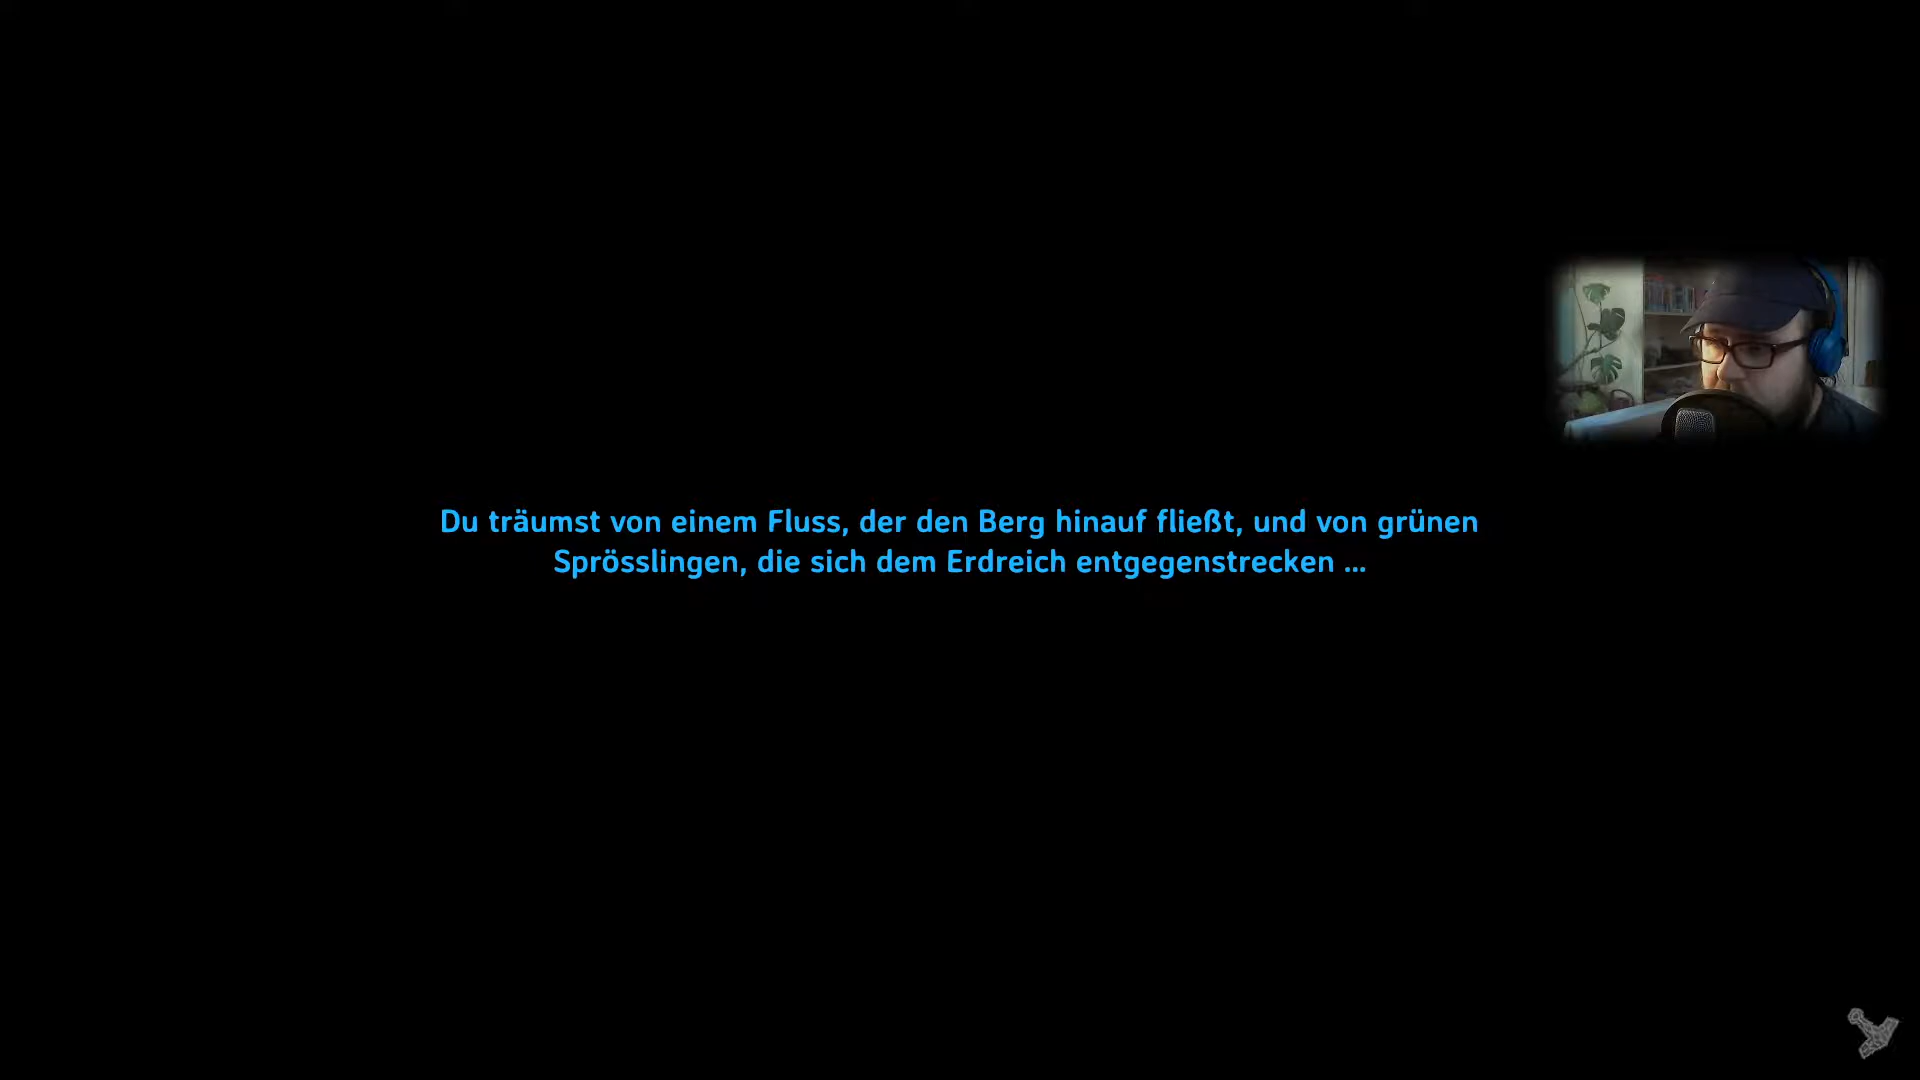 Du träumst von einem Fluss, der den Berg hinauf fließt, und von grünen
Sprösslingen, die sich dem Erdreich entgegenstrecken ...